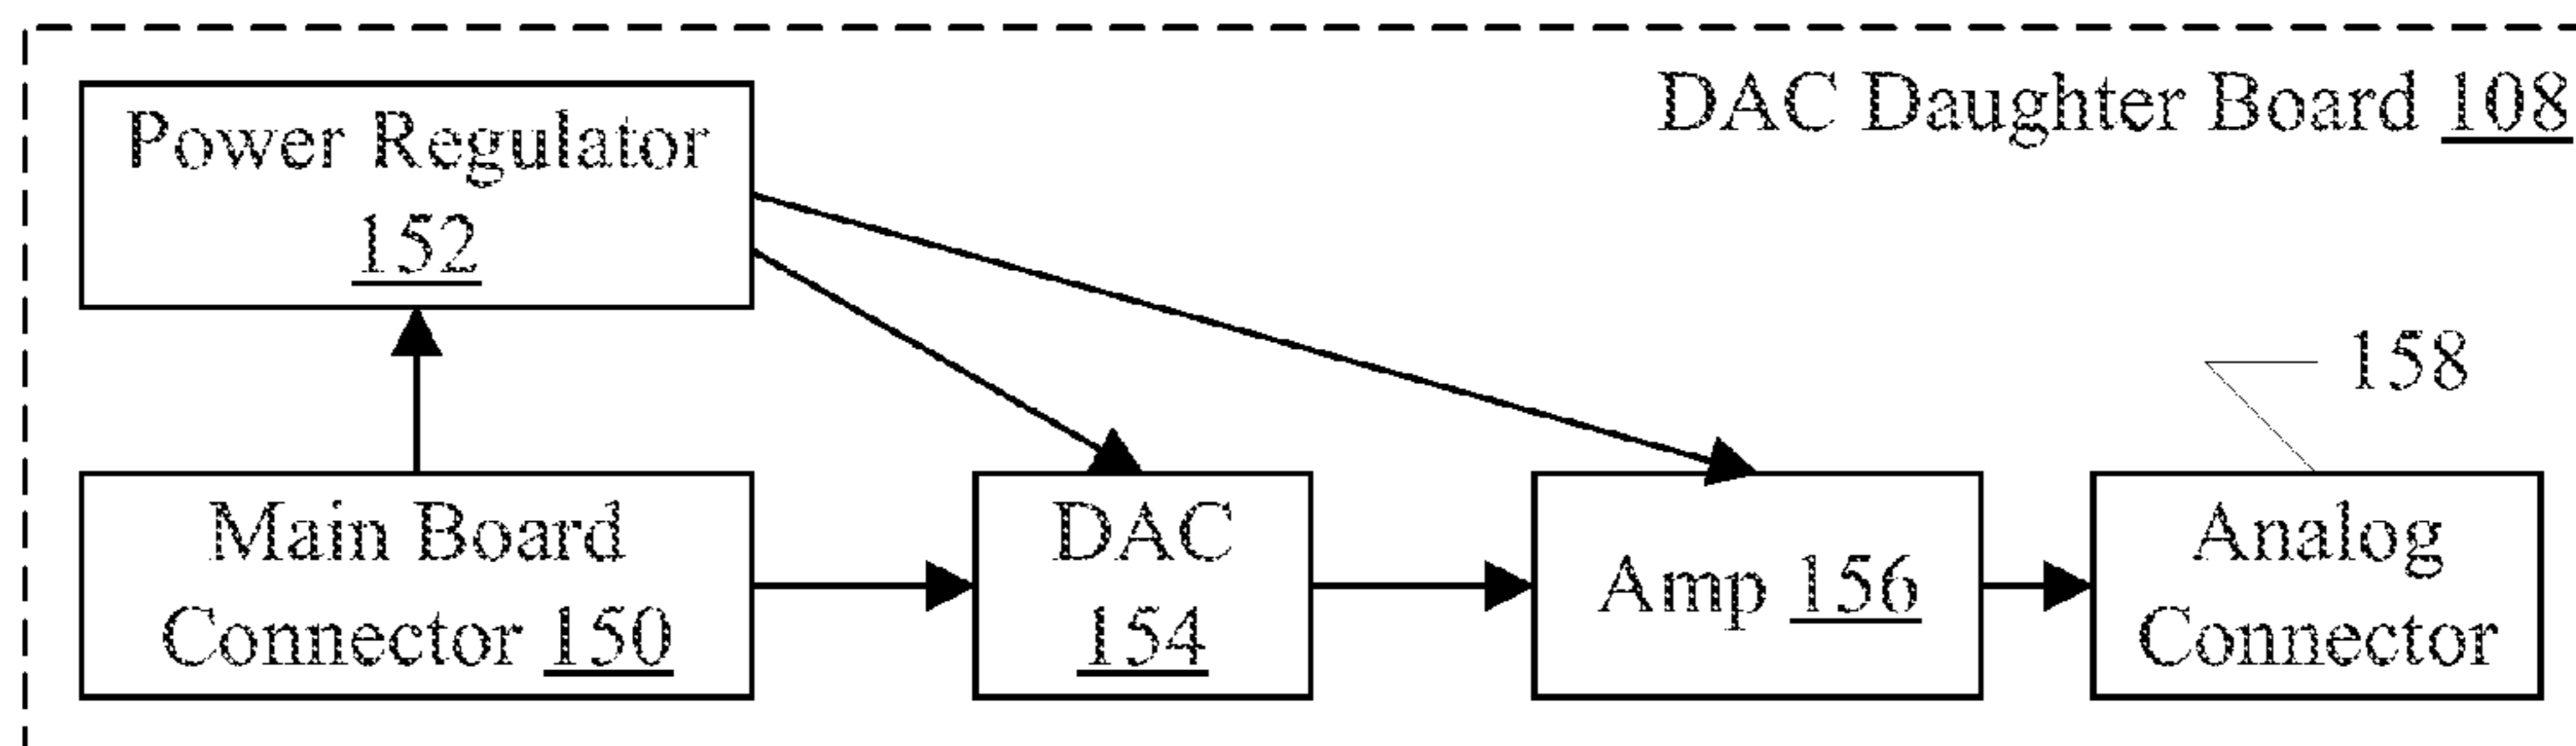 DAC Daughter Board 108
Power Regulator
152
158
Main Board
Connector 150
DAC
154
Amp 156
Analog
Connector